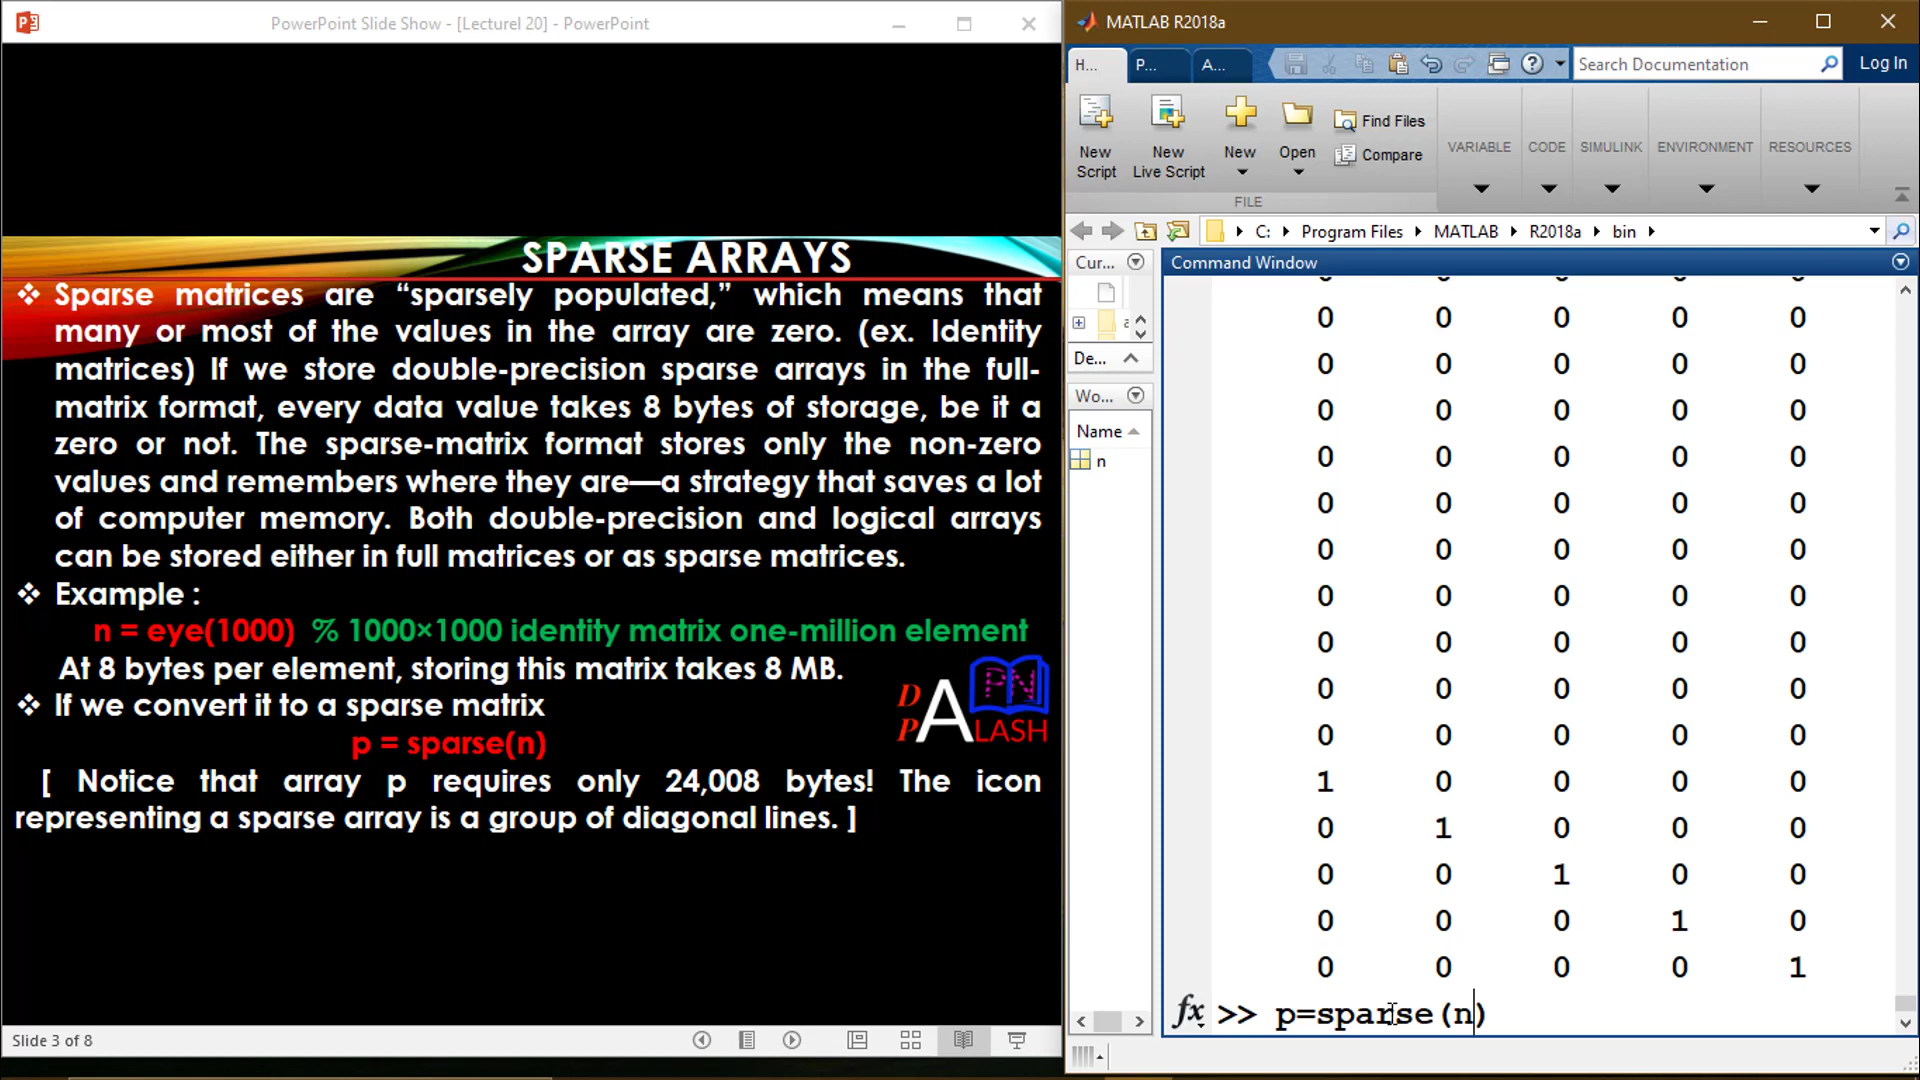 PowerPoint Slide Show - [Lecturel 20] - PowerPoint
SPARSE ARRAYS
❖ Sparse matrices are “sparsely populated,” which means that
many or most of the values in the array are zero. (ex. Identity
matrices) If we store double-precision sparse arrays in the full-
matrix format, every data value takes 8 bytes of storage, be it a
zero or not. The sparse-matrix format stores only the non-zero
values and remembers where they are—a strategy that saves a lot
of computer memory. Both double-precision and logical arrays
can be stored either in full matrices or as sparse matrices.
❖ Example :
n = eye(1000) % 1000×1000 identity matrix one-million element
At 8 bytes per element, storing this matrix takes 8 MB.
❖ If we convert it to a sparse matrix
p = sparse(n)
[ Notice that array p requires only 24,008 bytes! The icon
representing a sparse array is a group of diagonal lines. ]
D PN
P A LASH
Slide 3 of 8
MATLAB R2018a
H... P... A... Search Documentation Log In
New Script
New Live Script
New
Open
Find Files
Compare
FILE
VARIABLE CODE SIMULINK ENVIRONMENT RESOURCES
C: Program Files MATLAB R2018a bin
Cur...
De...
Wo...
Name
n
Command Window
0 0 0 0 0
0 0 0 0 0
0 0 0 0 0
0 0 0 0 0
0 0 0 0 0
0 0 0 0 0
0 0 0 0 0
0 0 0 0 0
0 0 0 0 0
0 0 0 0 0
1 0 0 0 0
0 1 0 0 0
0 0 1 0 0
0 0 0 1 0
0 0 0 0 1
fx >> p=sparse(n)